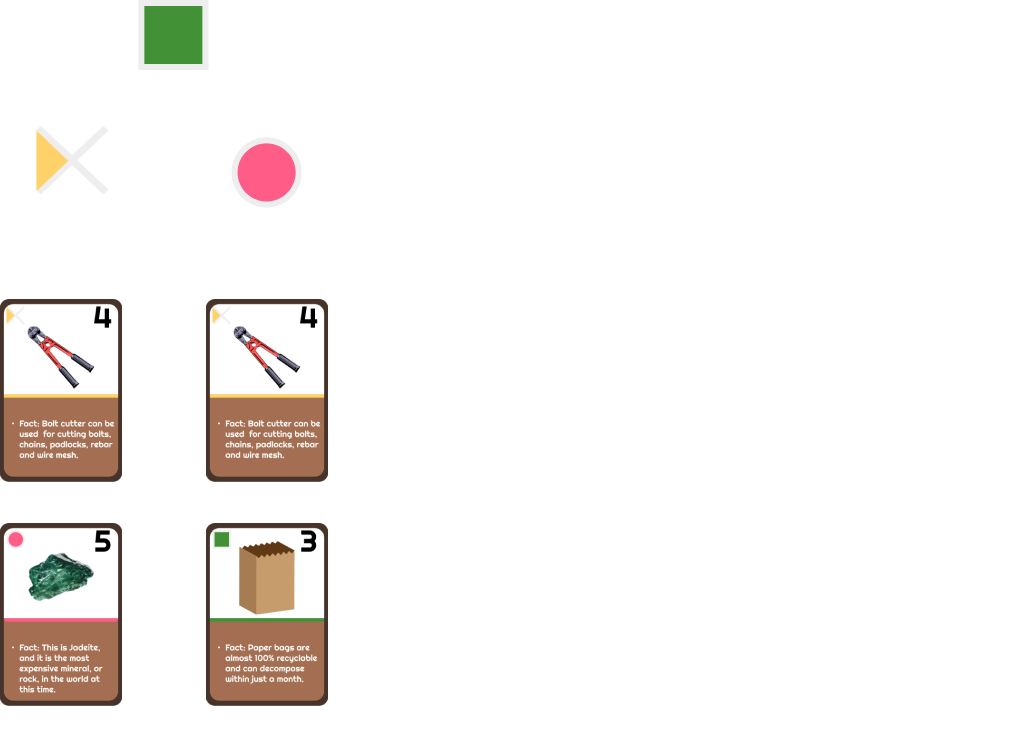 4
• Fact: Bolt cutter can be
used  for cutting bolts,
chains, padlocks, rebar
and wire mesh.
4
• Fact: Bolt cutter can be
used  for cutting bolts,
chains, padlocks, rebar
and wire mesh.
5
• Fact: This is Jadeite,
and it is the most
expensive mineral, or
rock, in the world at
this time.
3
• Fact: Paper bags are
almost 100% recyclable
and can decompose
within just a month.